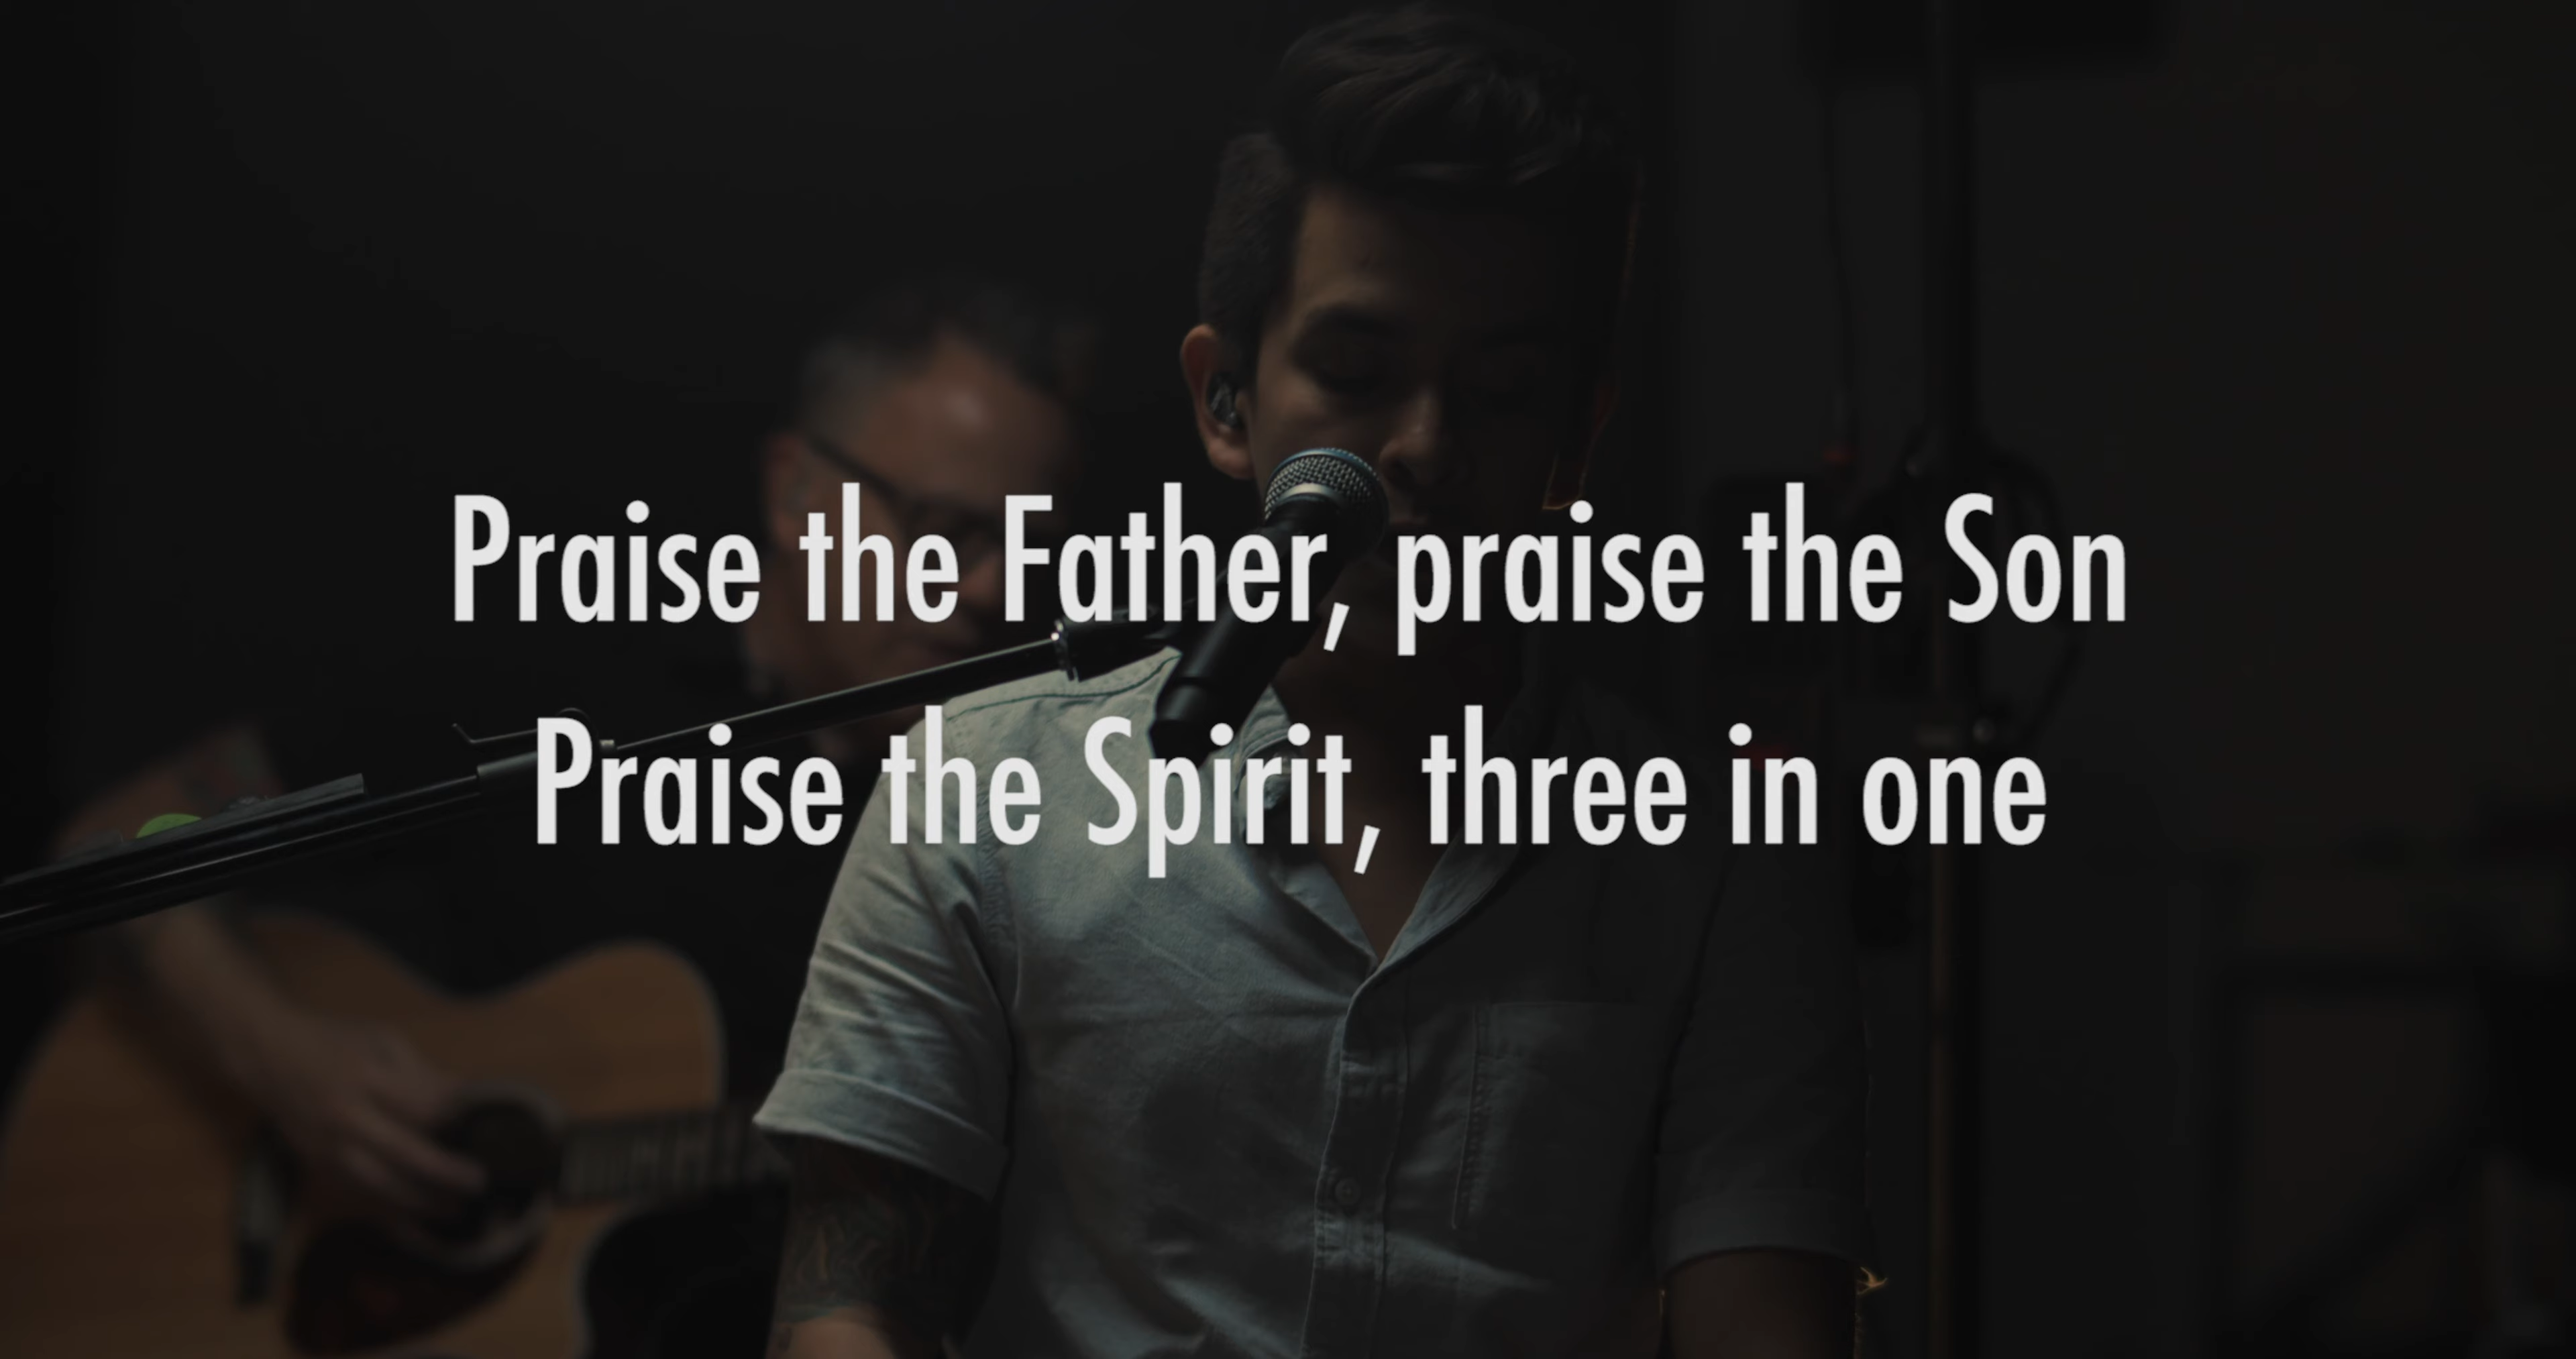 Praise the Father, praise the Son
Praise the Spirit, three in one